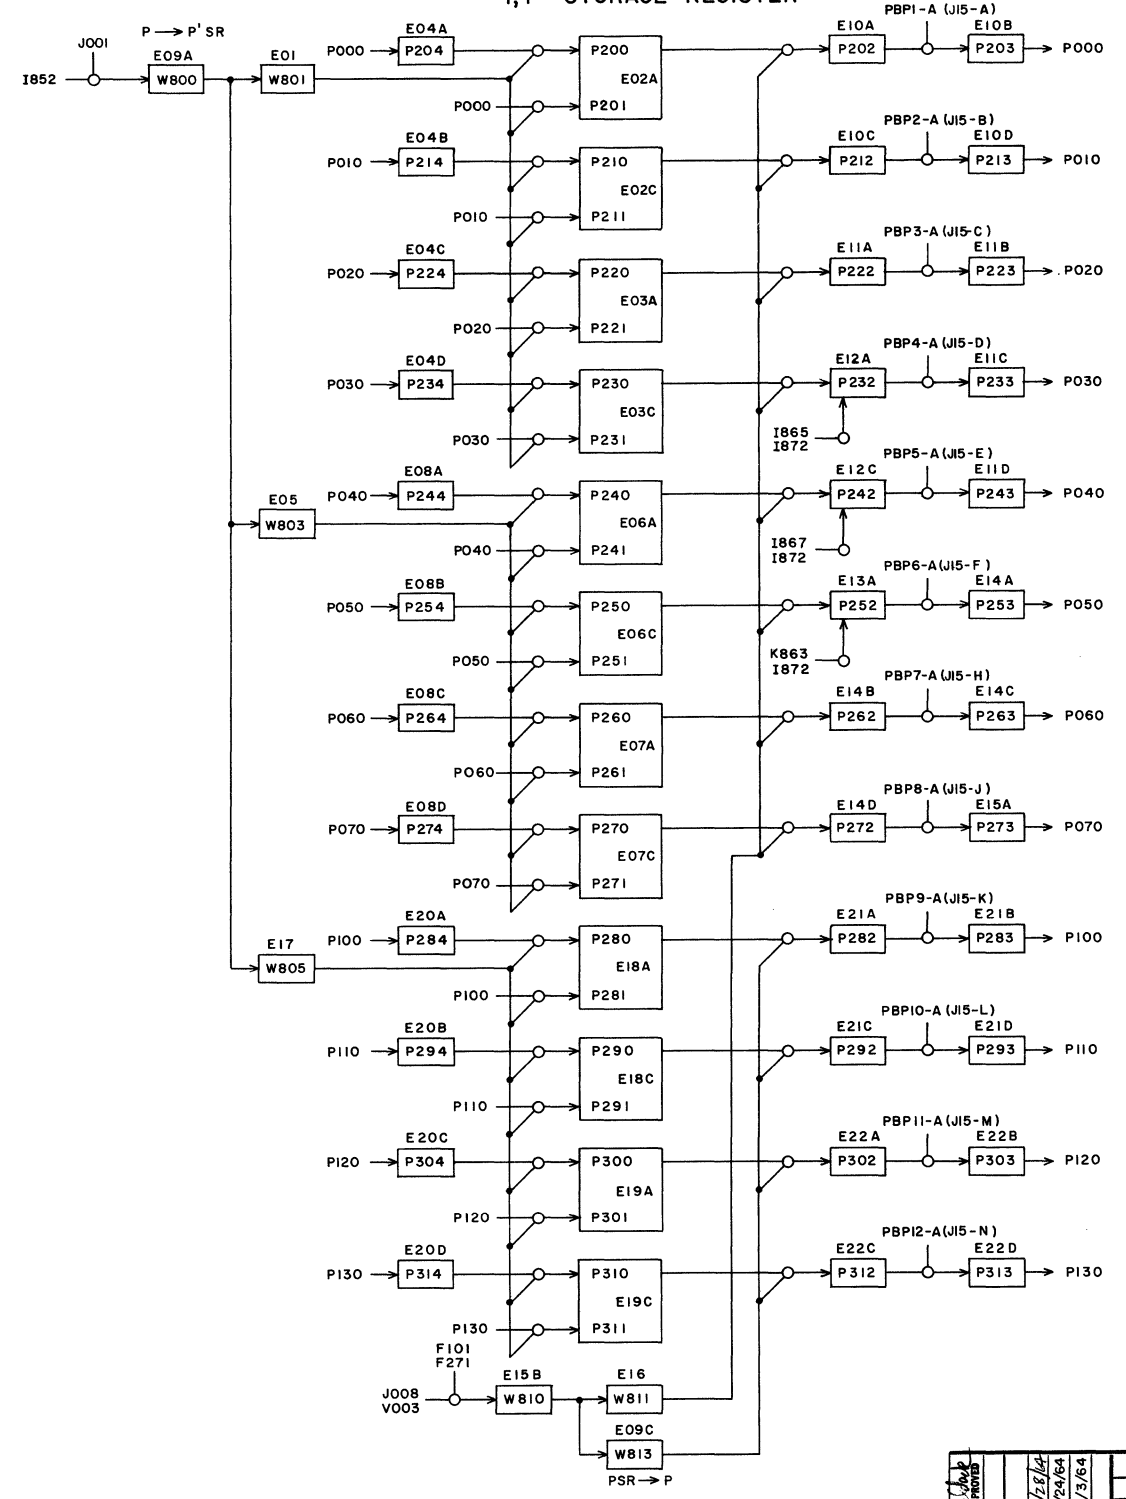 STORAGE REGISTER
P → P' SR
J001
I852
E09A
W800
E01
W801
P000
E04A
P204
P200
E02A
P000
P201
E10A
P202
PBP1-A (J15-A)
E10B
P203
P000
P010
E04B
P214
P210
E02C
P010
P211
E10C
P212
PBP2-A (J15-B)
E10D
P213
P010
P020
E04C
P224
P220
E03A
P020
P221
E11A
P222
PBP3-A (J15-C)
E11B
P223
P020
P030
E04D
P234
P230
E03C
P030
P231
E12A
P232
I865
I872
PBP4-A (J15-D)
E11C
P233
P030
E05
W803
P040
E08A
P244
P240
E06A
P040
P241
E12C
P242
I867
I872
PBP5-A (J15-E)
E11D
P243
P040
P050
E08B
P254
P250
E06C
P050
P251
E13A
P252
K863
I872
PBP6-A (J15-F)
E14A
P253
P050
P060
E08C
P264
P260
E07A
P060
P261
E14B
P262
PBP7-A (J15-H)
E14C
P263
P060
P070
E08D
P274
P270
E07C
P070
P271
E14D
P272
PBP8-A (J15-J)
E15A
P273
P070
E17
W805
P100
E20A
P284
P280
E18A
P100
P281
E21A
P282
PBP9-A (J15-K)
E21B
P283
P100
P110
E20B
P294
P290
E18C
P110
P291
E21C
P292
PBP10-A (J15-L)
E21D
P293
P110
P120
E20C
P304
P300
E19A
P120
P301
E22A
P302
PBP11-A (J15-M)
E22B
P303
P120
P130
E20D
P314
P310
E19C
P130
P311
E22C
P312
PBP12-A (J15-N)
E22D
P313
P130
F101
F271
J008
V003
E15B
W810
E16
W811
E09C
W813
PSR → P
24/64
/3/64